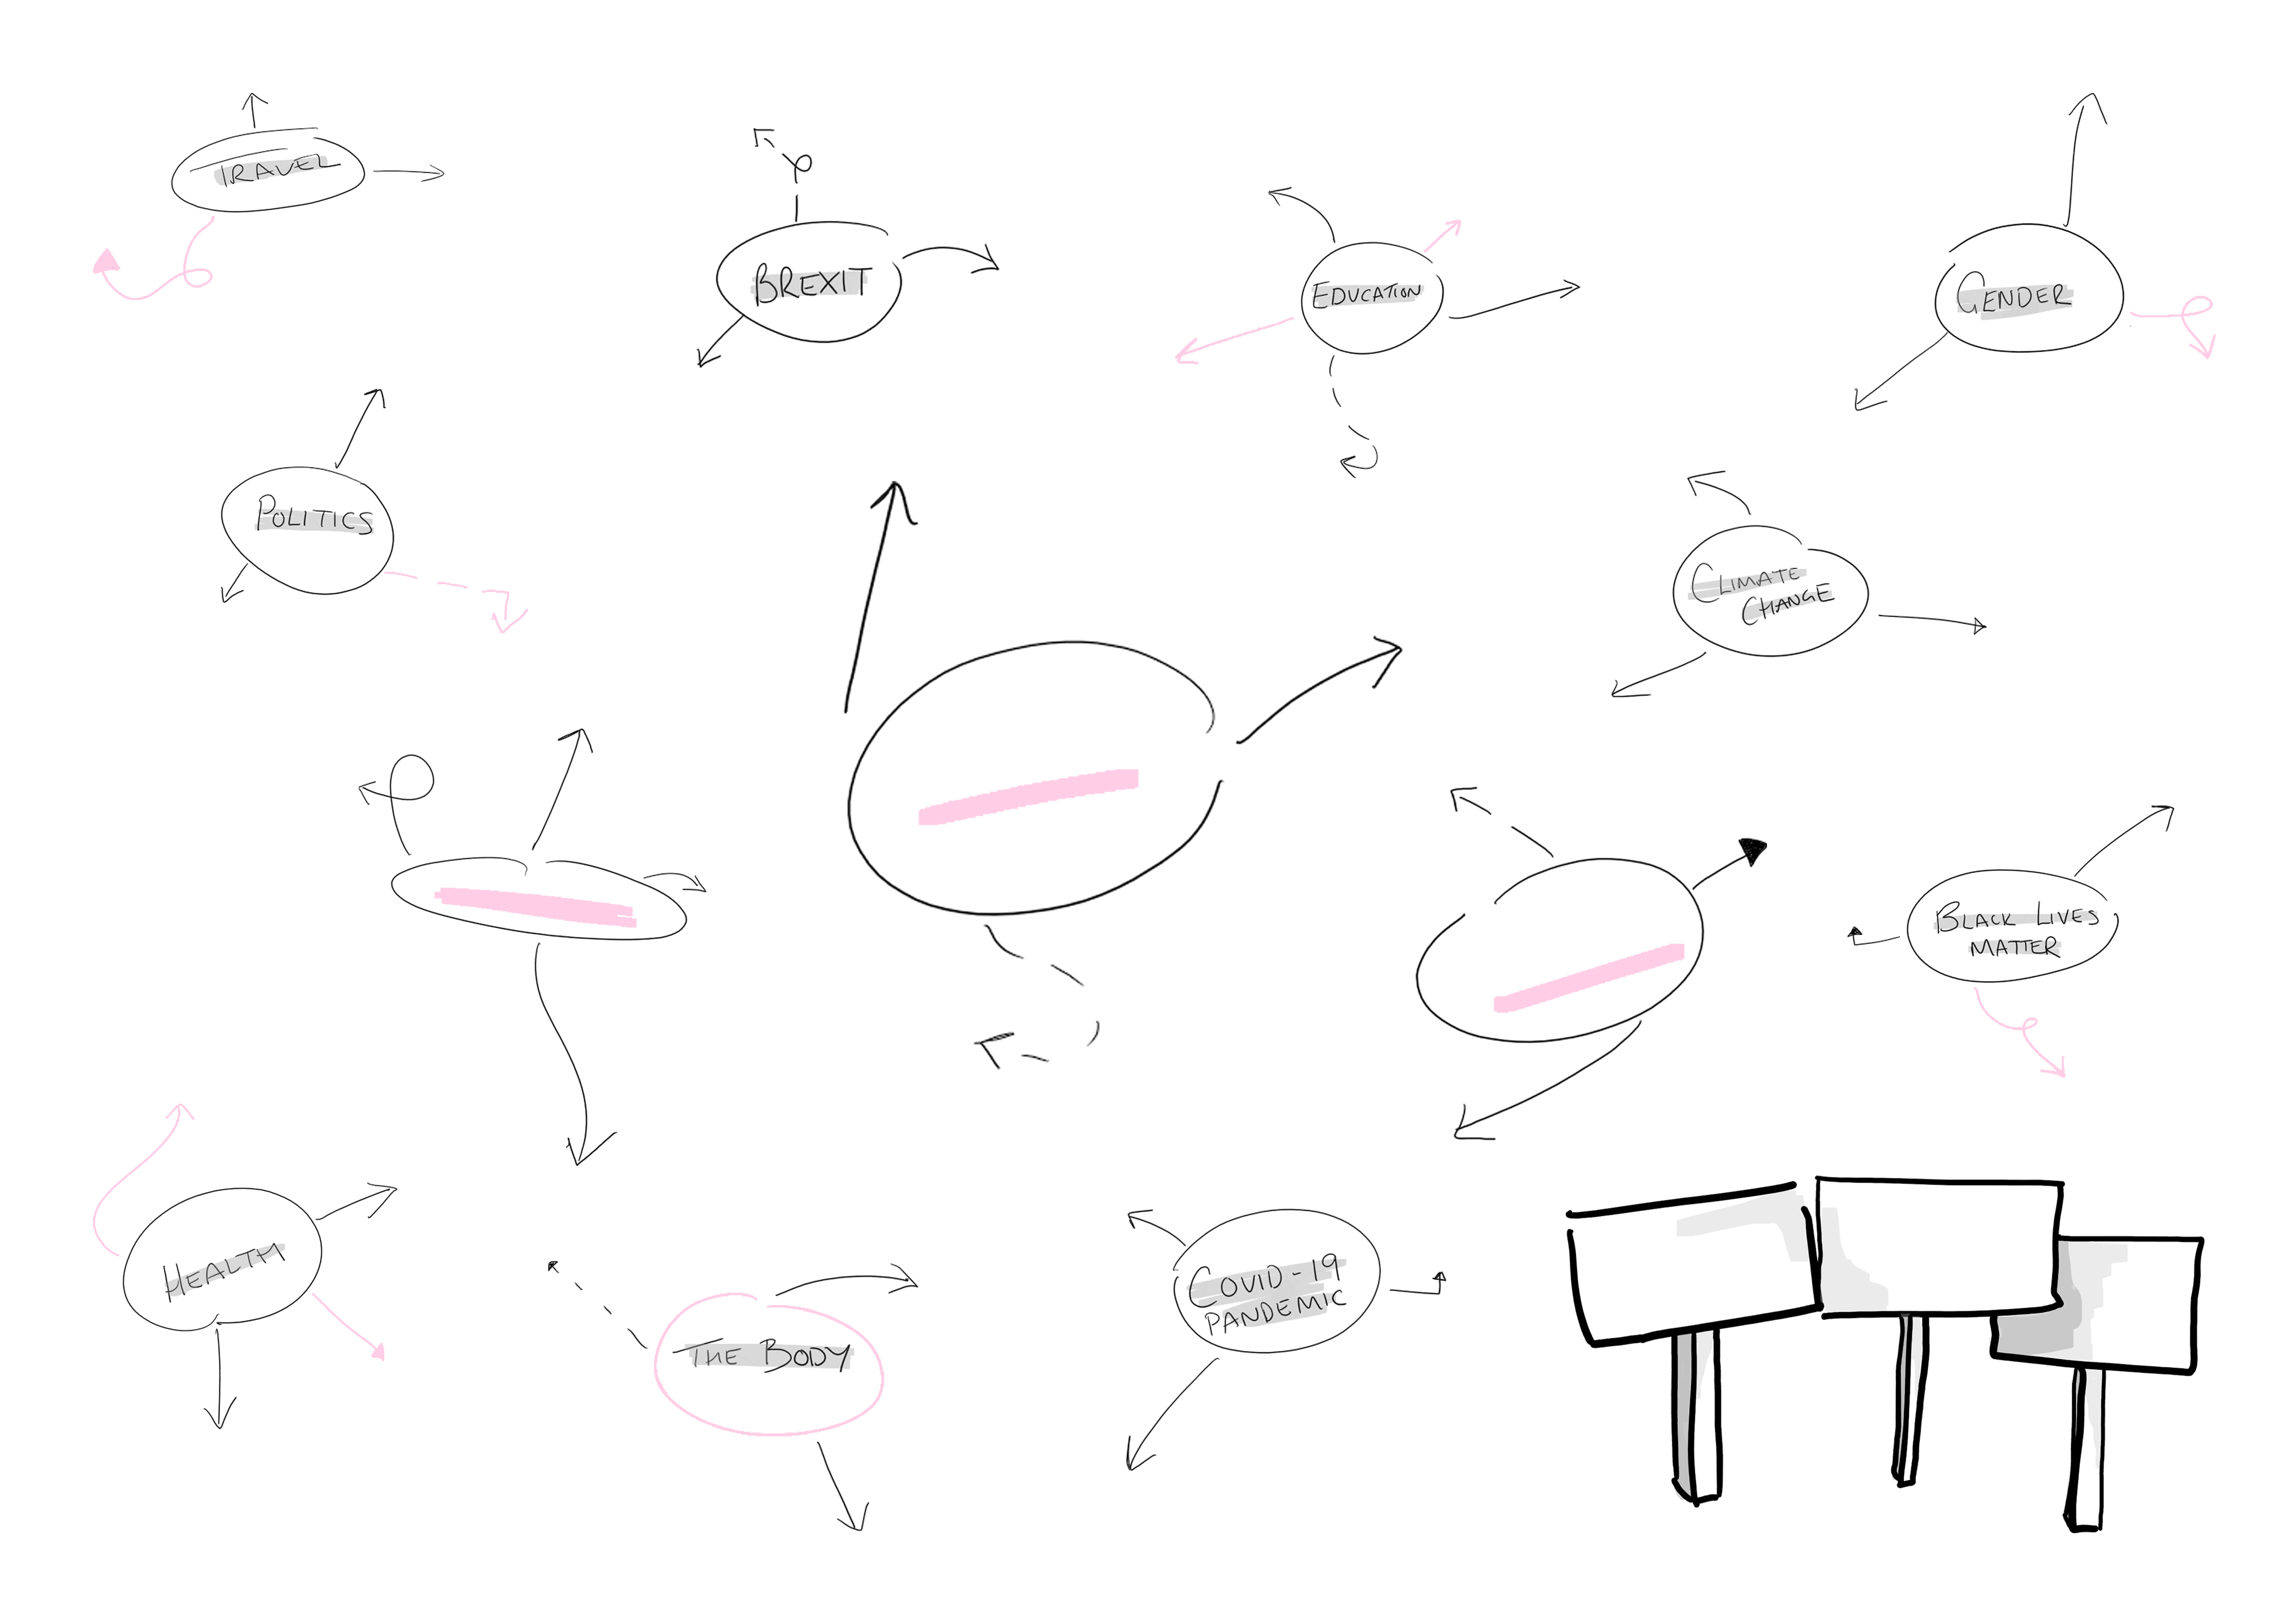 TRAVEL
BREXIT
EDUCATION
GENDER
POLITICS
CLIMATE
CHANGE
BLACK LIVES
MATTER
HEALTH
THE BODY
COVID-19
PANDEMIC